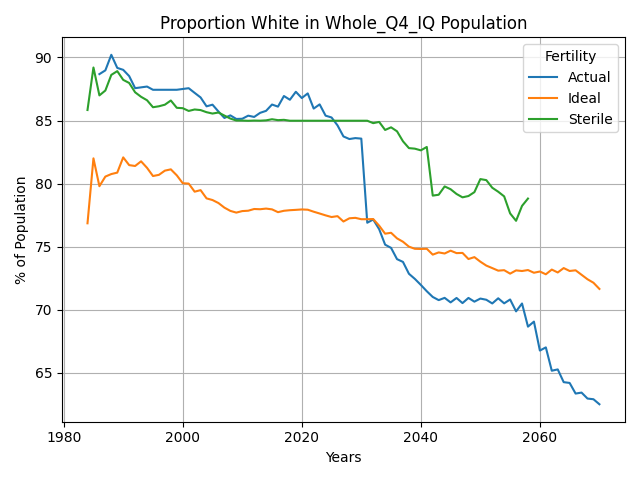 Proportion White in Whole_Q4_IQ Population
Fertility
Actual
Ideal
Sterile
% of Population
90
85
80
75
70
65
1980
2000
2020
2040
2060
Years